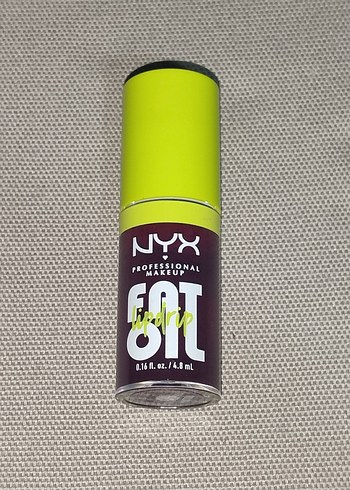 NYX
PROFESSIONAL
MAKEUP
FAT
lip drip
OIL
0.16 fl. oz. / 4.8 mL